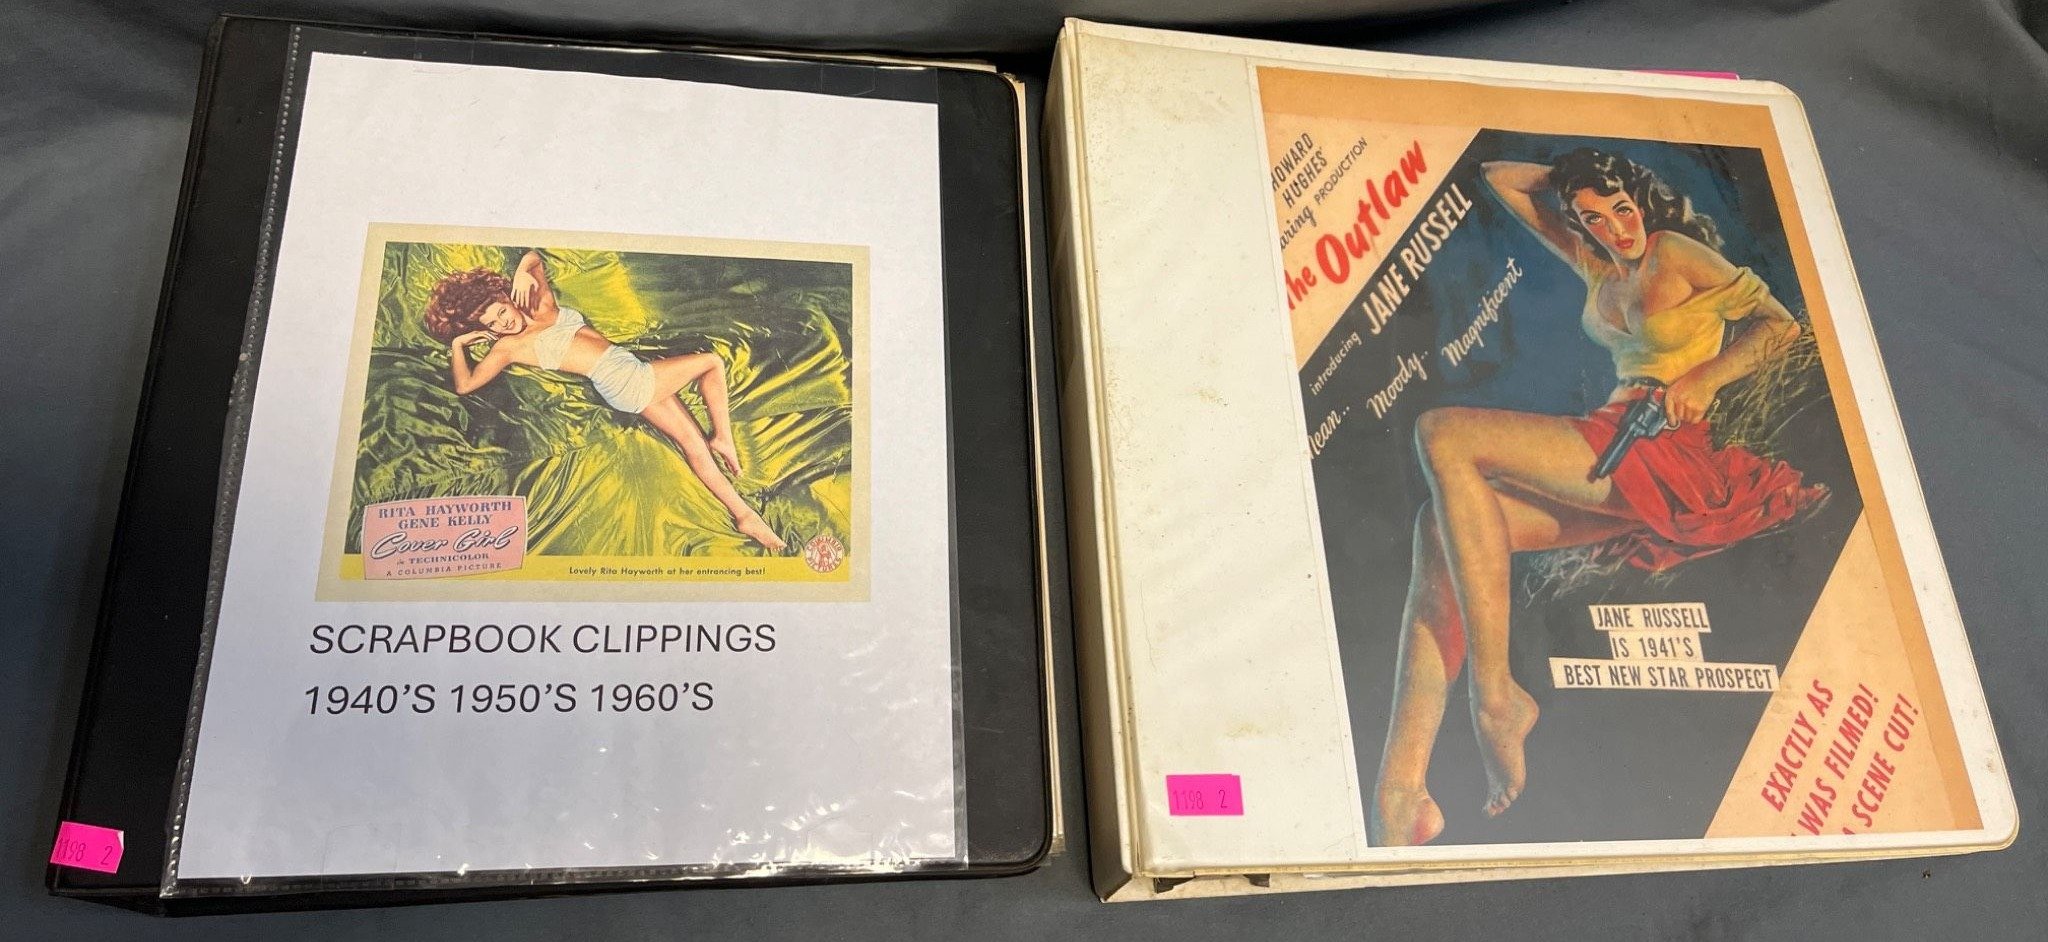 RITA HAYWORTH
GENE KELLY
Cover Girl
in TECHNICOLOR
A COLUMBIA PICTURE
Lovely Rita Hayworth at her entrancing best!
SCRAPBOOK CLIPPINGS
1940'S 1950'S 1960'S
1198 2
HOWARD
HUGHES'
PRODUCTION
The Outlaw
introducing JANE RUSSELL
Moody.. Magnificent
JANE RUSSELL
IS 1941'S
BEST NEW STAR PROSPECT
EXACTLY AS
WAS FILMED!
A SCENE CUT!
1198 2